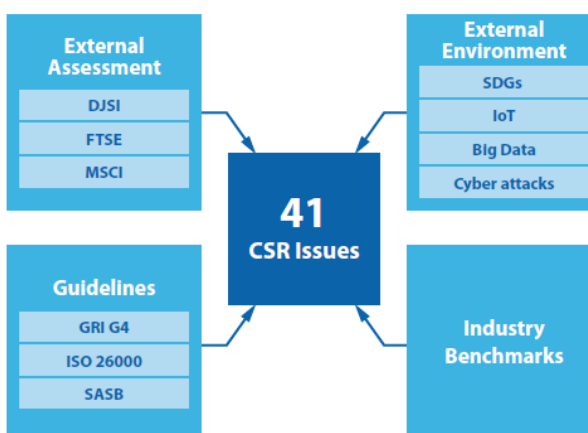 External
Assessment
DJSI
FTSE
MSCI
External
Environment
SDGs
IoT
Big Data
Cyber attacks
41
CSR Issues
Guidelines
GRI G4
ISO 26000
SASB
Industry
Benchmarks